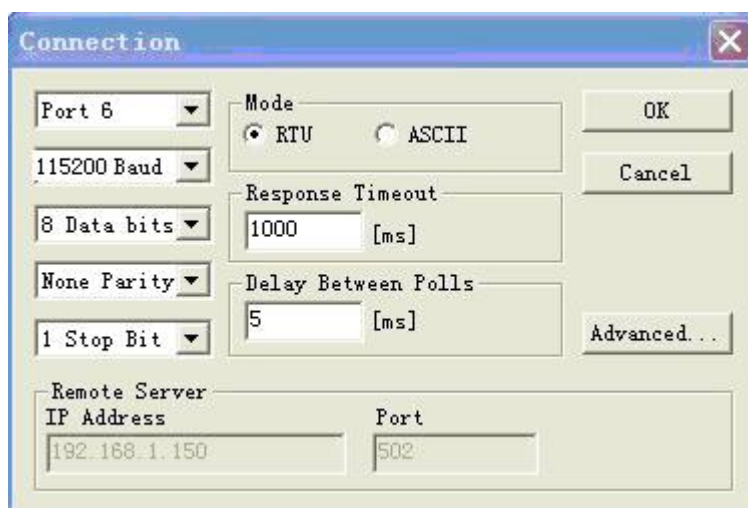 Connection
Port 6
115200 Baud
8 Data bits
None Parity
1 Stop Bit
Mode
RTU
ASCII
Response Timeout
1000
[ms]
Delay Between Polls
5
[ms]
OK
Cancel
Advanced...
Remote Server
IP Address
Port
192.168.1.150
502